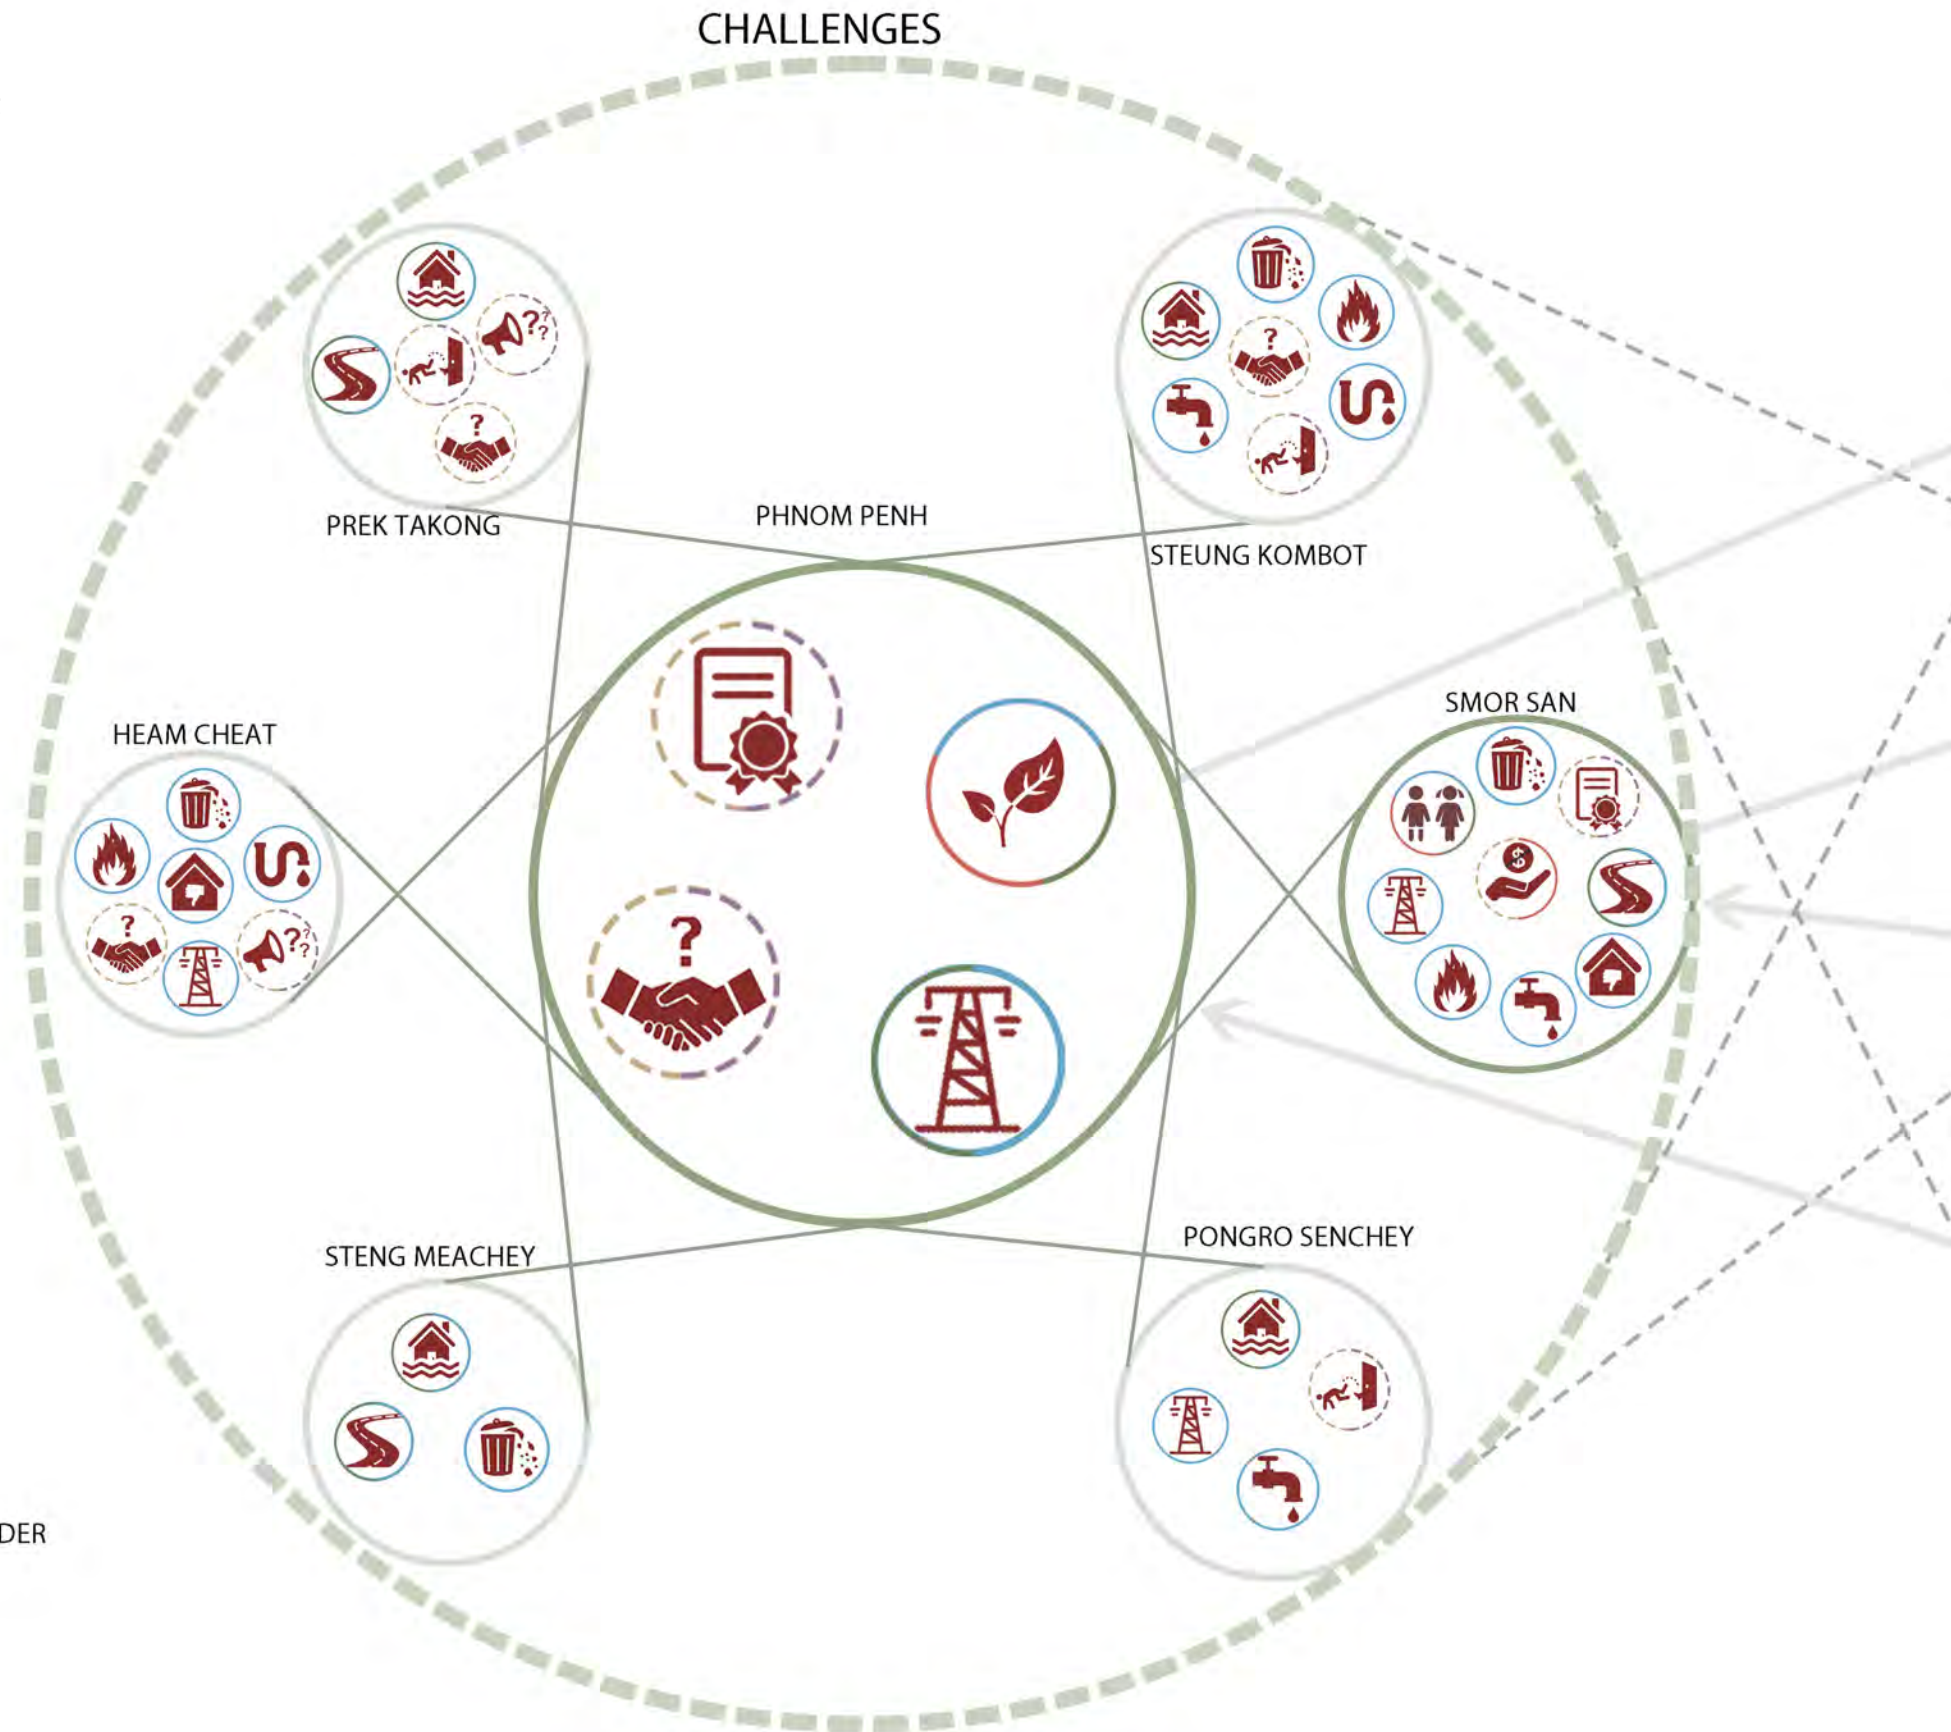 CHALLENGES
PREK TAKONG
PHNOM PENH
STEUNG KOMBOT
SMOR SAN
HEAM CHEAT
STENG MEACHEY
PONGRO SENCHEY
DER